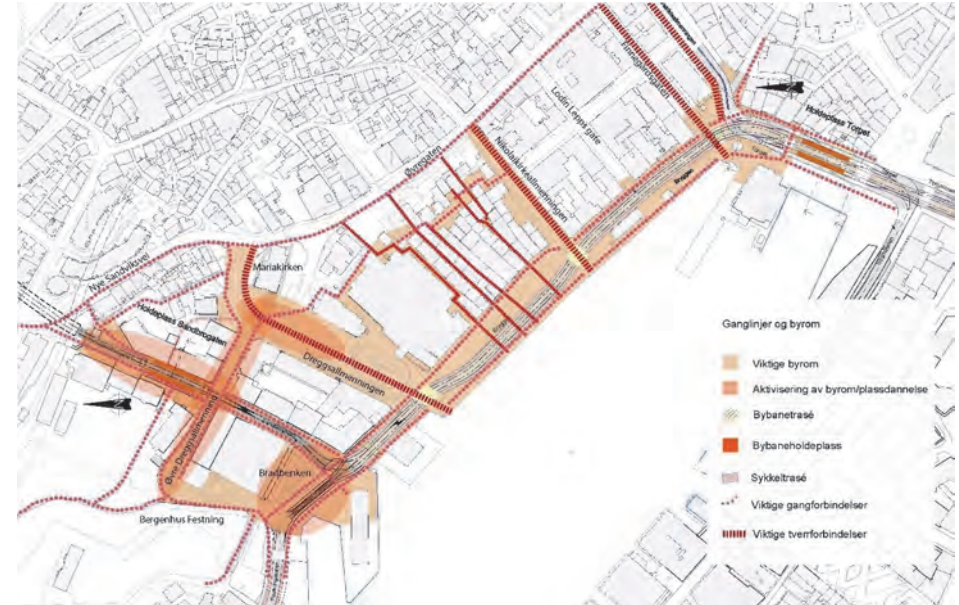 Finnegårdsgaten
Lodin Lepps gate
Holdeplass Torget
Nikolaikirkeallmenningen
Øvregaten
Bryggen
Nye Sandviksvei
Mariakirken
Holdeplass Sandbrogaten
Dreggsallmenningen
Øvre Dreggsallmenning
Bradbenken
Bergenhus Festning
Ganglinjer og byrom
Viktige byrom
Aktivisering av byrom/plassdannelse
Bybanetrasé
Bybaneholdeplass
Sykkeltrasé
Viktige gangforbindelser
Viktige tverrforbindelser